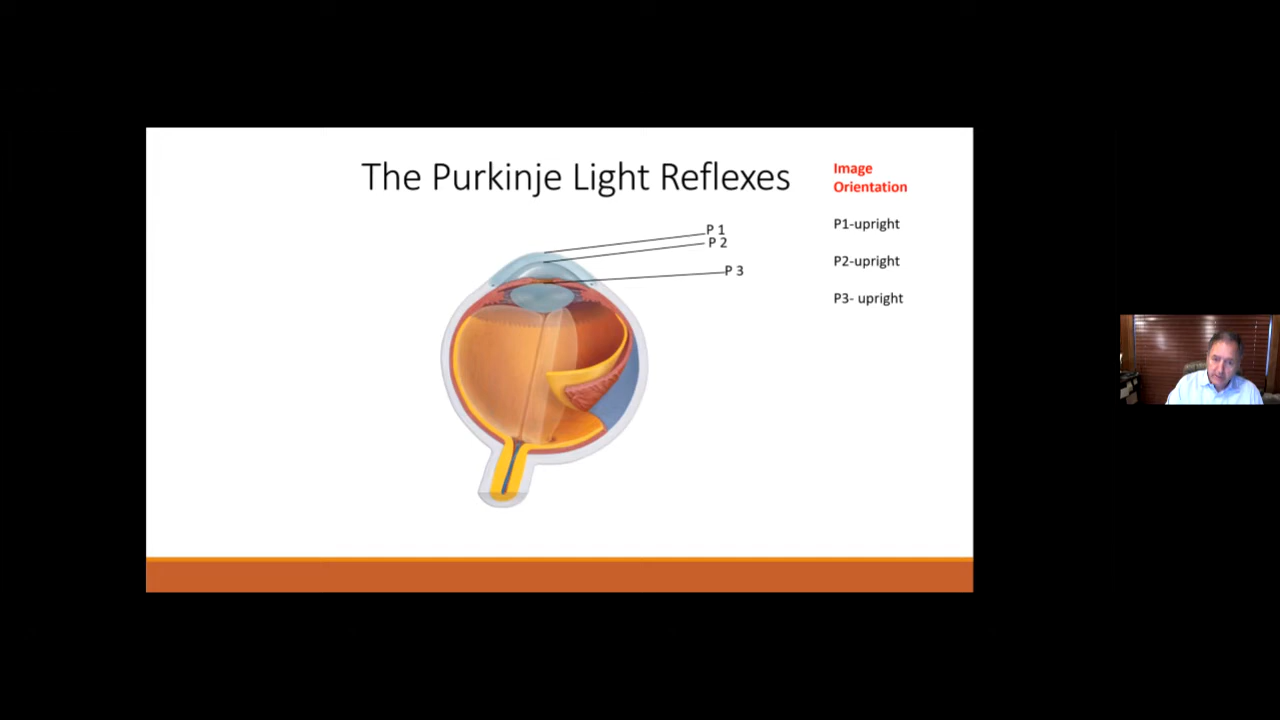 The Purkinje Light Reflexes
Image
Orientation
P1-upright
P2-upright
P3- upright
P 1
P 2
P 3